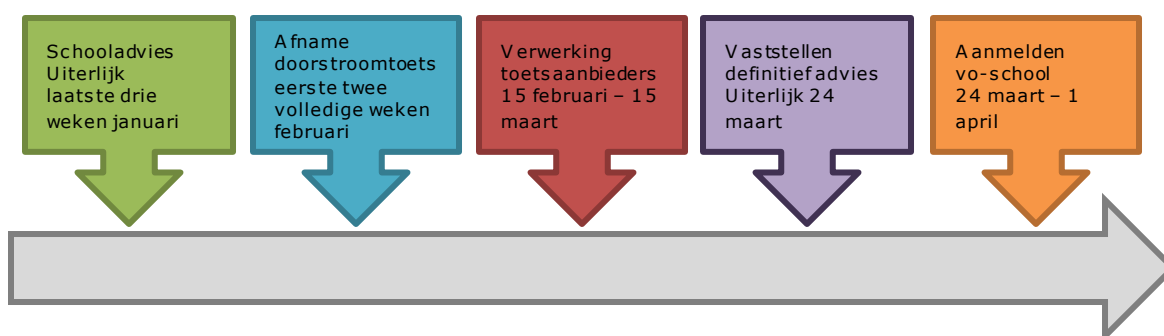 Schooladvies
Uiterlijk
laatste drie
weken januari
Afname
doorstroomtoets
eerste twee
volledige weken
februari
Verwerking
toetsaanbieders
15 februari – 15
maart
Vaststellen
definitief advies
Uiterlijk 24
maart
Aanmelden
vo-school
24 maart – 1
april